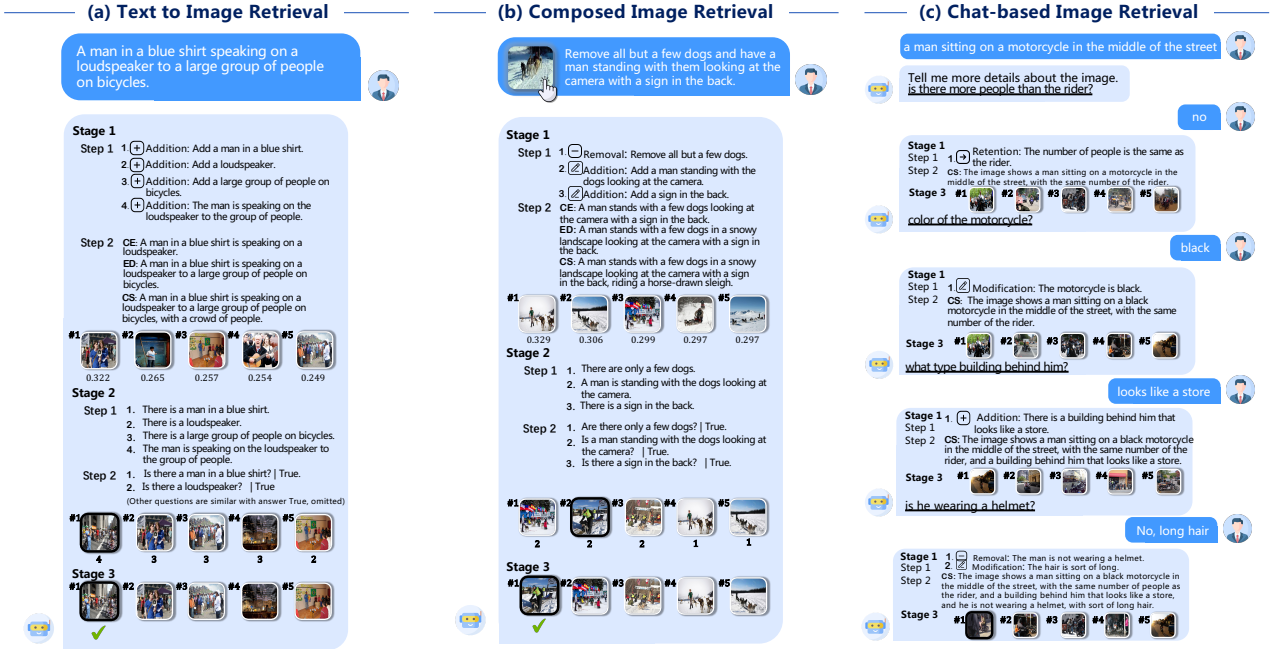 (a) Text to Image Retrieval
A man in a blue shirt speaking on a
loudspeaker to a large group of people
on bicycles.
Stage 1
Step 1 1. + Addition: Add a man in a blue shirt.
2. + Addition: Add a loudspeaker.
3. + Addition: Add a large group of people on
bicycles.
4. + Addition: The man is speaking on the
loudspeaker to the group of people.
Step 2 CE: A man in a blue shirt is speaking on a
loudspeaker.
ED: A man in a blue shirt is speaking on a
loudspeaker to a large group of people on
bicycles.
CS: A man in a blue shirt is speaking on a
loudspeaker to a large group of people on
bicycles, with a crowd of people.
#1 #2 #3 #4 #5
0.322 0.265 0.257 0.254 0.249
Stage 2
Step 1 1. There is a man in a blue shirt.
2. There is a loudspeaker.
3. There is a large group of people on bicycles.
4. The man is speaking on the loudspeaker to
the group of people.
Step 2 1. Is there a man in a blue shirt? | True.
2. Is there a loudspeaker? | True
(Other questions are similar with answer True, omitted)
#1 #2 #3 #4 #5
4 3 3 3 2
Stage 3
#1 #2 #3 #4 #5
(b) Composed Image Retrieval
Remove all but a few dogs and have a
man standing with them looking at the
camera with a sign in the back.
Stage 1
Step 1 1. Removal: Remove all but a few dogs.
2. Addition: Add a man standing with the
dogs looking at the camera.
3. Addition: Add a sign in the back.
Step 2 CE: A man stands with a few dogs looking at
the camera with a sign in the back.
ED: A man stands with a few dogs in a snowy
landscape looking at the camera with a sign in
the back.
CS: A man stands with a few dogs in a snowy
landscape looking at the camera with a sign
in the back, riding a horse-drawn sleigh.
#1 #2 #3 #4 #5
0.329 0.306 0.299 0.297 0.297
Stage 2
Step 1 1. There are only a few dogs.
2. A man is standing with the dogs looking at
the camera.
3. There is a sign in the back.
Step 2 1. Are there only a few dogs? | True.
2. Is a man standing with the dogs looking at
the camera? | True.
3. Is there a sign in the back? | True.
#1 #2 #3 #4 #5
2 2 2 1 1
Stage 3
#1 #2 #3 #4 #5
(c) Chat-based Image Retrieval
a man sitting on a motorcycle in the middle of the street
Tell me more details about the image.
is there more people than the rider?
no
Stage 1
Step 1 1. Retention: The number of people is the same as
the rider.
Step 2 CS: The image shows a man sitting on a motorcycle in the
middle of the street, with the same number of the rider.
Stage 3 #1 #2 #3 #4 #5
color of the motorcycle?
black
Stage 1
Step 1 1. Modification: The motorcycle is black.
Step 2 CS: The image shows a man sitting on a black
motorcycle in the middle of the street, with the same
number of the rider.
Stage 3 #1 #2 #3 #4 #5
what type building behind him?
looks like a store
Stage 1 1. + Addition: There is a building behind him that
Step 1 looks like a store.
Step 2 CS: The image shows a man sitting on a black motorcycle
in the middle of the street, with the same number of the
rider, and a building behind him that looks like a store.
Stage 3 #1 #2 #3 #4 #5
is he wearing a helmet?
No, long hair
Stage 1 1. Removal: The man is not wearing a helmet.
Step 1 2. Modification: The hair is sort of long.
Step 2 CS: The image shows a man sitting on a black motorcycle in
the middle of the street, with the same number of people as
the rider, and a building behind him that looks like a store,
and he is not wearing a helmet, with sort of long hair.
Stage 3 #1 #2 #3 #4 #5